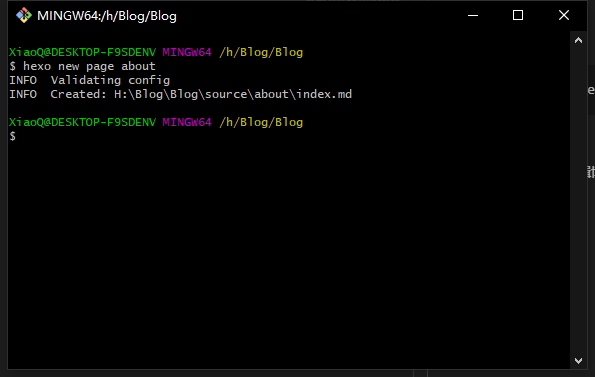 MINGW64:/h/Blog/Blog
XiaoQ@DESKTOP-F9SDENV MINGW64 /h/Blog/Blog
$ hexo new page about
INFO  Validating config
INFO  Created: H:\Blog\Blog\source\about\index.md
XiaoQ@DESKTOP-F9SDENV MINGW64 /h/Blog/Blog
$